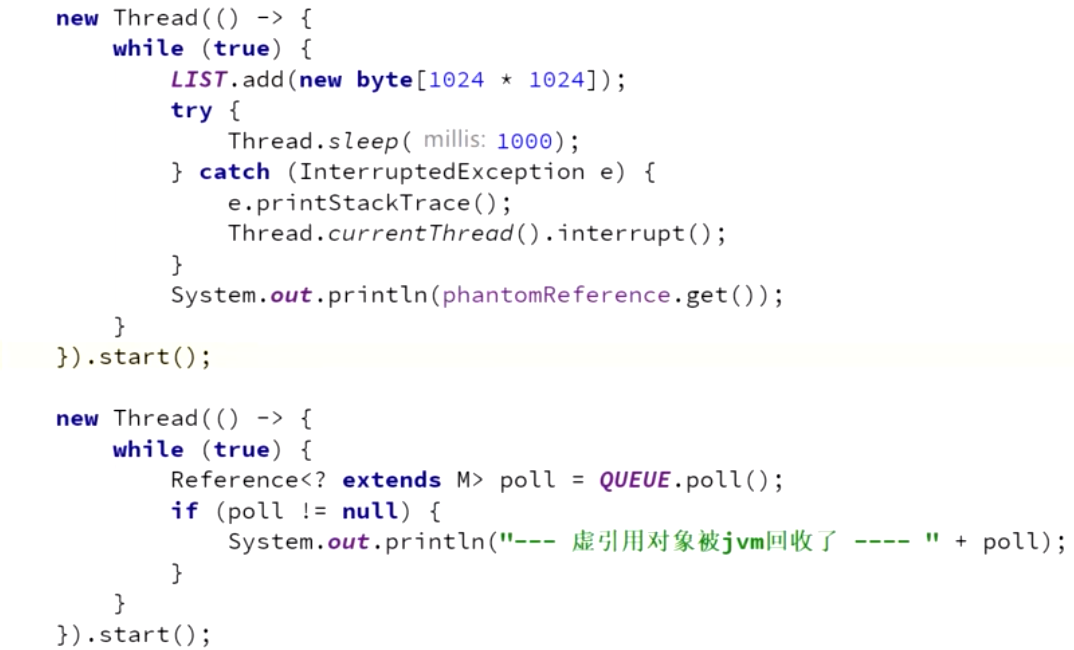 new Thread(() -> {
    while (true) {
        LIST.add(new byte[1024 * 1024]);
        try {
            Thread.sleep( millis: 1000);
        } catch (InterruptedException e) {
            e.printStackTrace();
            Thread.currentThread().interrupt();
        }
        System.out.println(phantomReference.get());
    }
}).start();
new Thread(() -> {
    while (true) {
        Reference<? extends M> poll = QUEUE.poll();
        if (poll != null) {
            System.out.println("--- 虚引用对象被jvm回收了 ---- " + poll);
        }
    }
}).start();